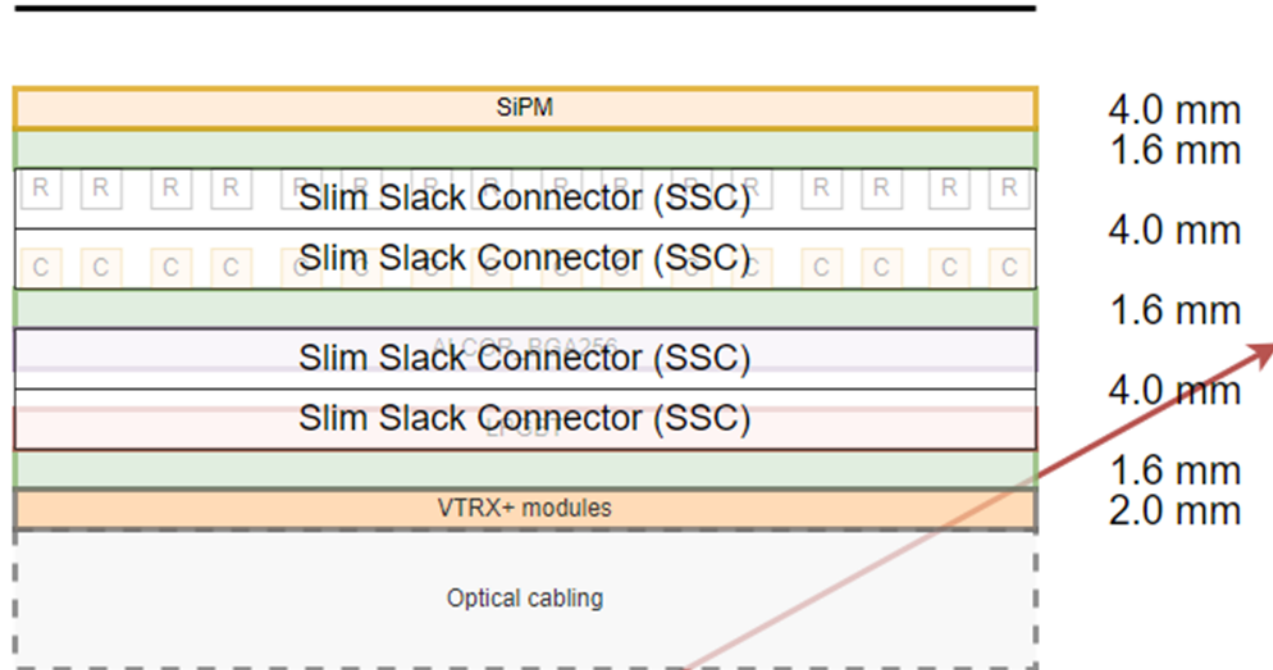 SiPM
4.0 mm
1.6 mm
R R R R R R R R R R R R R R R R
Slim Slack Connector (SSC)
4.0 mm
Slim Slack Connector (SSC)
C C C C C C C C C C C C C C C C
1.6 mm
ALCOR_BGA256
Slim Slack Connector (SSC)
4.0 mm
Slim Slack Connector (SSC)
LPGBT
1.6 mm
VTRX+ modules
2.0 mm
Optical cabling